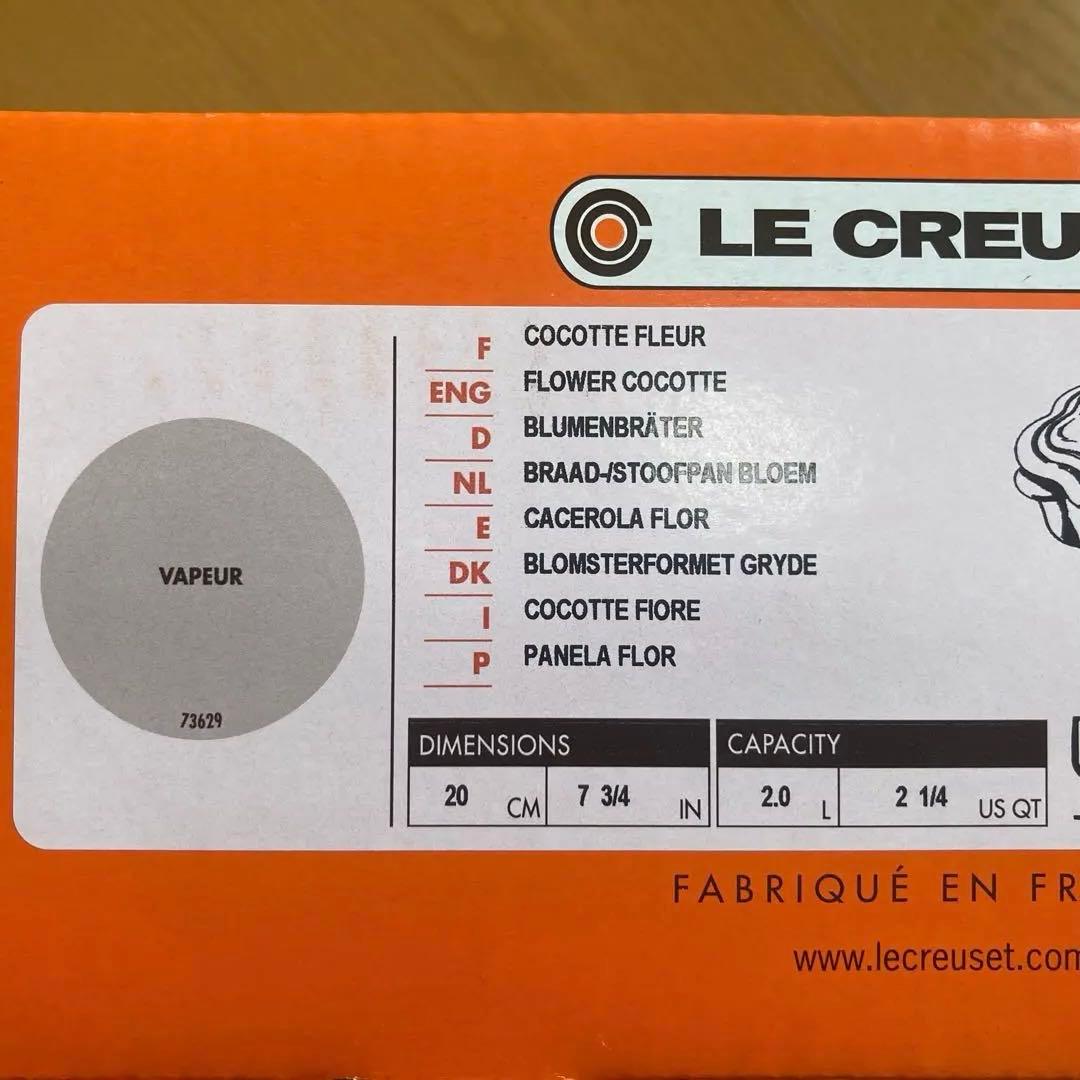 LE CREU
F COCOTTE FLEUR
ENG FLOWER COCOTTE
D BLUMENBRÄTER
NL BRAAD-/STOOFPAN BLOEM
E CACEROLA FLOR
DK BLOMSTERFORMET GRYDE
I COCOTTE FIORE
P PANELA FLOR
VAPEUR
73629
DIMENSIONS
20 CM 7 3/4 IN
CAPACITY
2.0 L 2 1/4 US QT
FABRIQUÉ EN FR
www.lecreuset.com